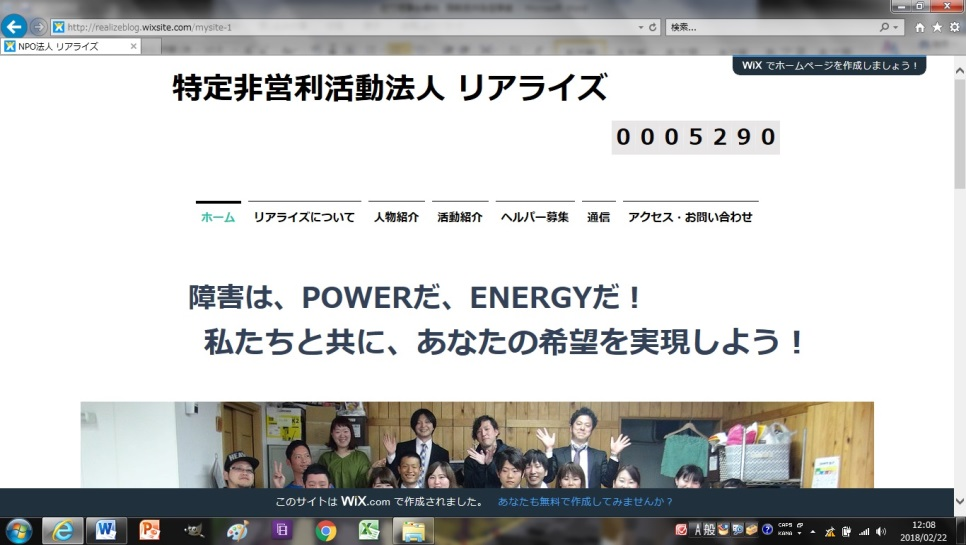 http://realizeblog.wixsite.com/mysite-1
検索...
NPO法人 リアライズ
WiX でホームページを作成しましょう！
特定非営利活動法人 リアライズ
0005290
ホーム リアライズについて 人物紹介 活動紹介 ヘルパー募集 通信 アクセス・お問い合わせ
障害は、POWERだ、ENERGYだ！
私たちと共に、あなたの希望を実現しよう！
このサイトは WiX.com で作成されました。 あなたも無料で作成してみませんか？
A般 CAPS KANA
12:08
2018/02/22